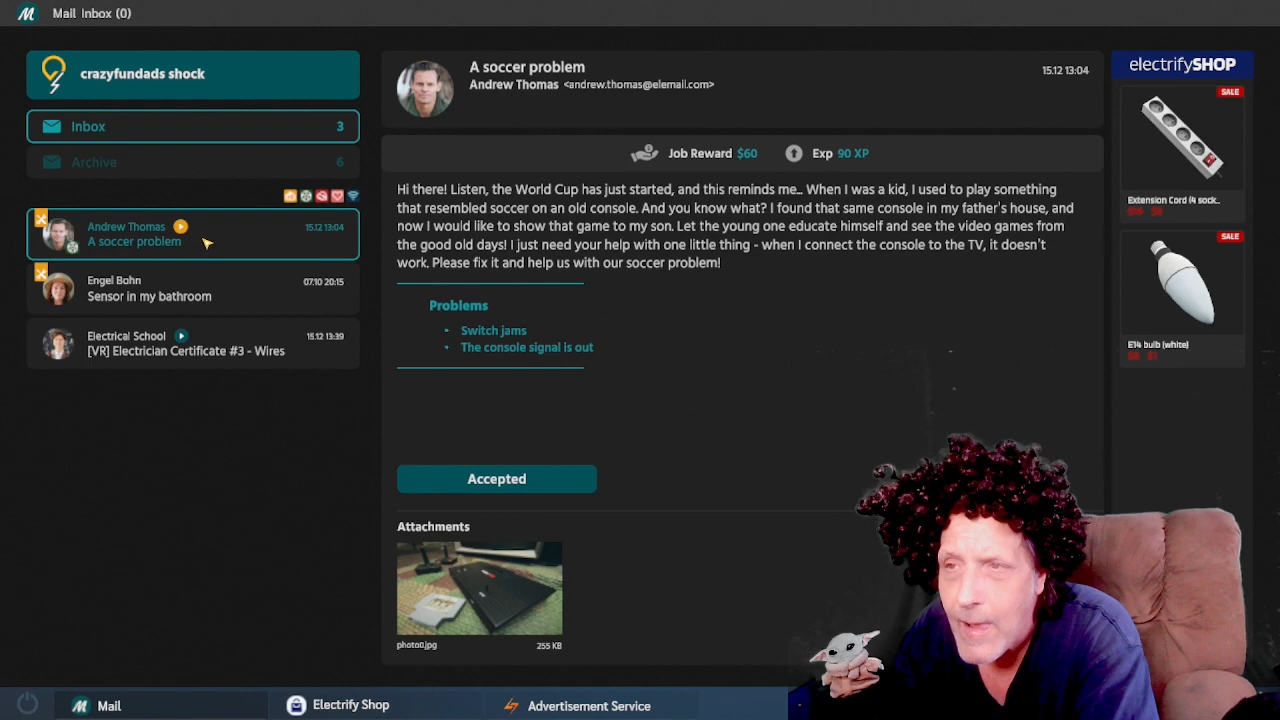 Mail Inbox (0)
crazyfundads shock
Inbox 3
Archive 6
Andrew Thomas 15.12 13:04
A soccer problem
Engel Bohn 07.10 20:15
Sensor in my bathroom
Electrical School 15.12 13:39
[VR] Electrician Certificate #3 - Wires
A soccer problem
Andrew Thomas <andrew.thomas@elemail.com>
15.12 13:04
Job Reward $60 Exp 90 XP
Hi there! Listen, the World Cup has just started, and this reminds me... When I was a kid, I used to play something
that resembled soccer on an old console. And you know what? I found that same console in my father's house, and
now I would like to show that game to my son. Let the young one educate himself and see the video games from
the good old days! I just need your help with one little thing - when I connect the console to the TV, it doesn't
work. Please fix it and help us with our soccer problem!
Problems
• Switch jams
• The console signal is out
Accepted
Attachments
photo0.jpg 255 KB
electrifySHOP
SALE
Extension Cord (4 sock..
SALE
E14 bulb (white)
Mail
Electrify Shop
Advertisement Service